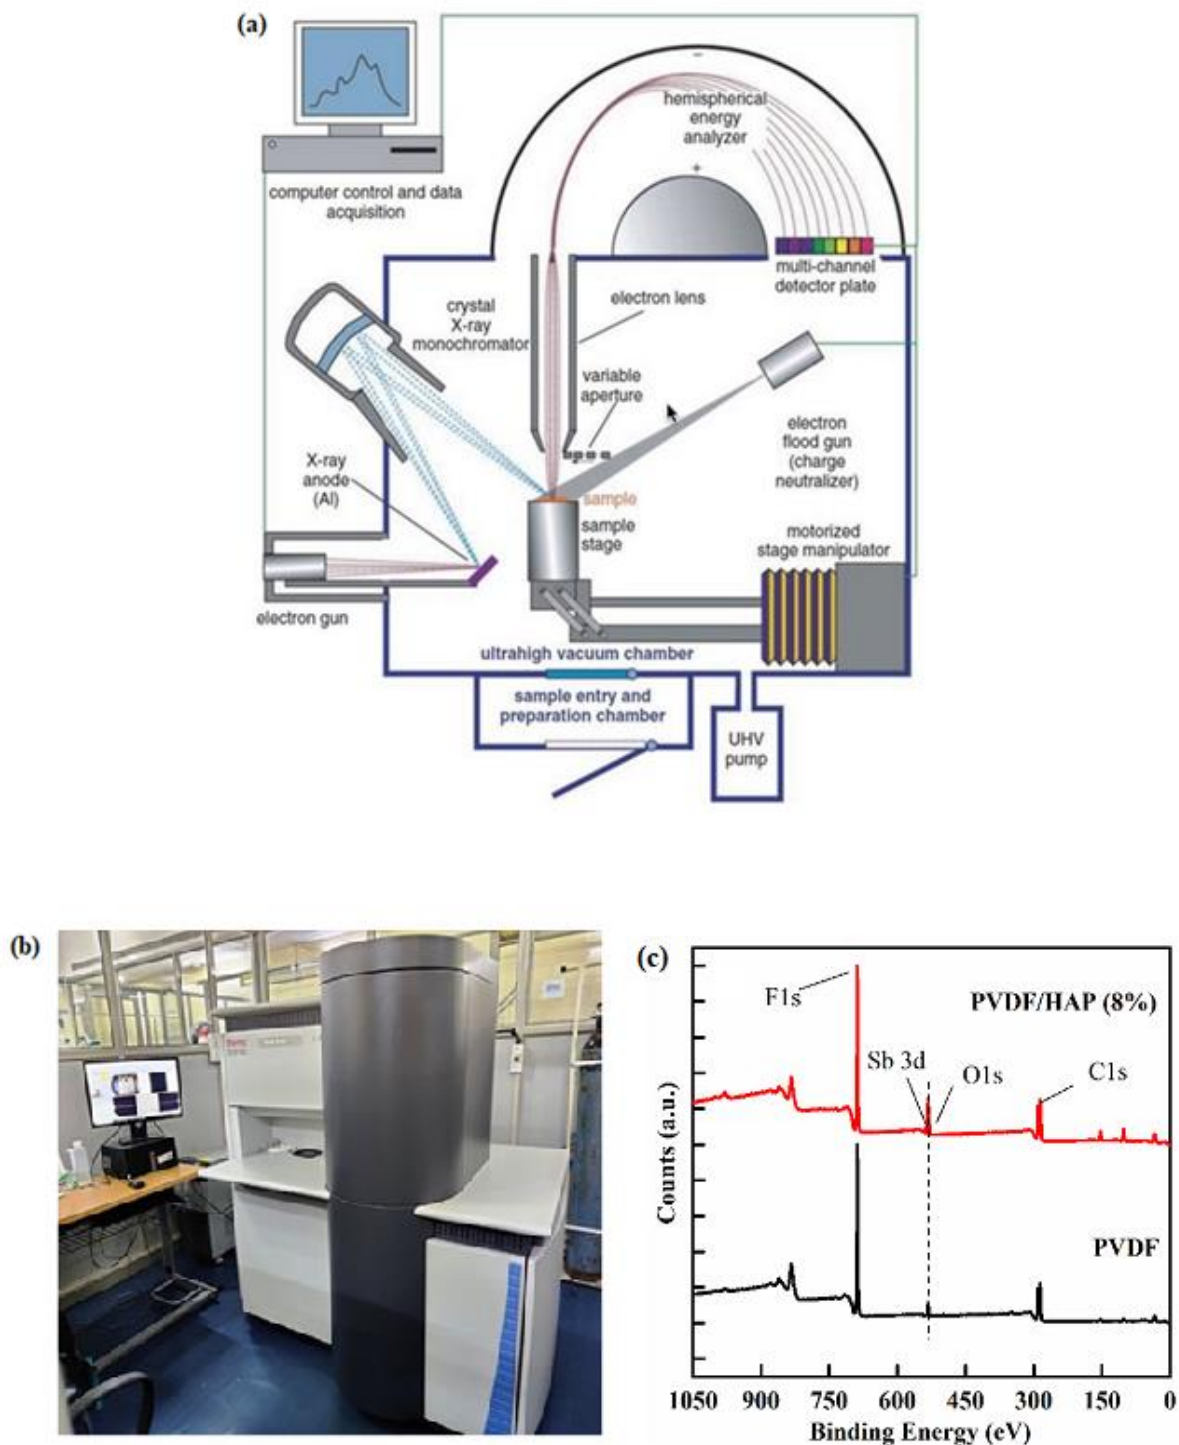 (a)
hemispherical
energy
analyzer
−
+
computer control and data
acquisition
multi-channel
detector plate
crystal
X-ray
monochromator
electron lens
variable
aperture
electron
flood gun
(charge
neutralizer)
X-ray
anode
(Al)
sample
sample
stage
motorized
stage manipulator
electron gun
ultrahigh vacuum chamber
sample entry and
preparation chamber
UHV
pump
(b)
(c)
F1s
PVDF/HAP (8%)
Sb 3d
O1s
C1s
PVDF
Counts (a.u.)
1050 900 750 600 450 300 150 0
Binding Energy (eV)